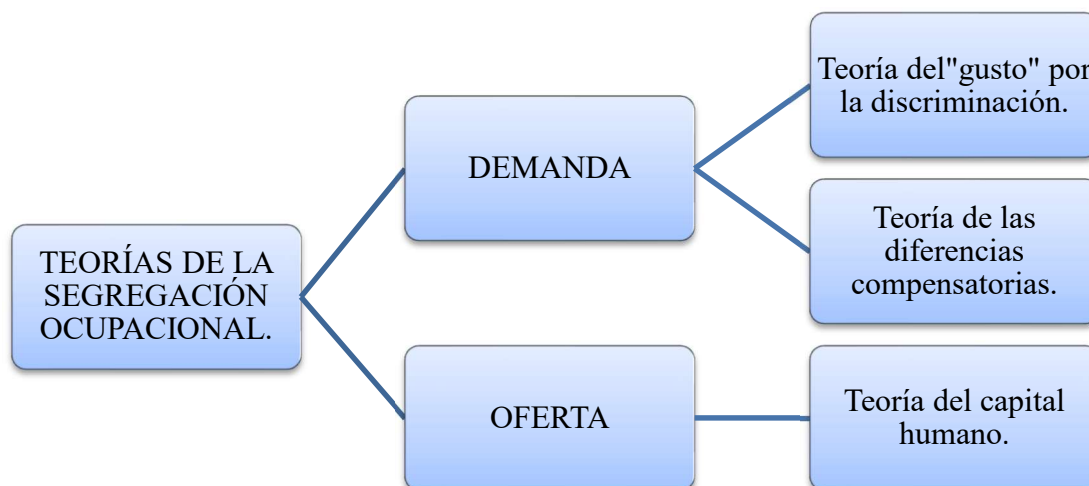 TEORÍAS DE LA
SEGREGACIÓN
OCUPACIONAL.
DEMANDA
Teoría del"gusto" por
la discriminación.
Teoría de las
diferencias
compensatorias.
OFERTA
Teoría del capital
humano.